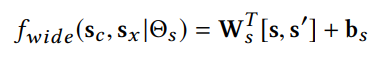 f_{wide}(s_c, s_x|Θ_s) = W_s^T[s, s′] + b_s